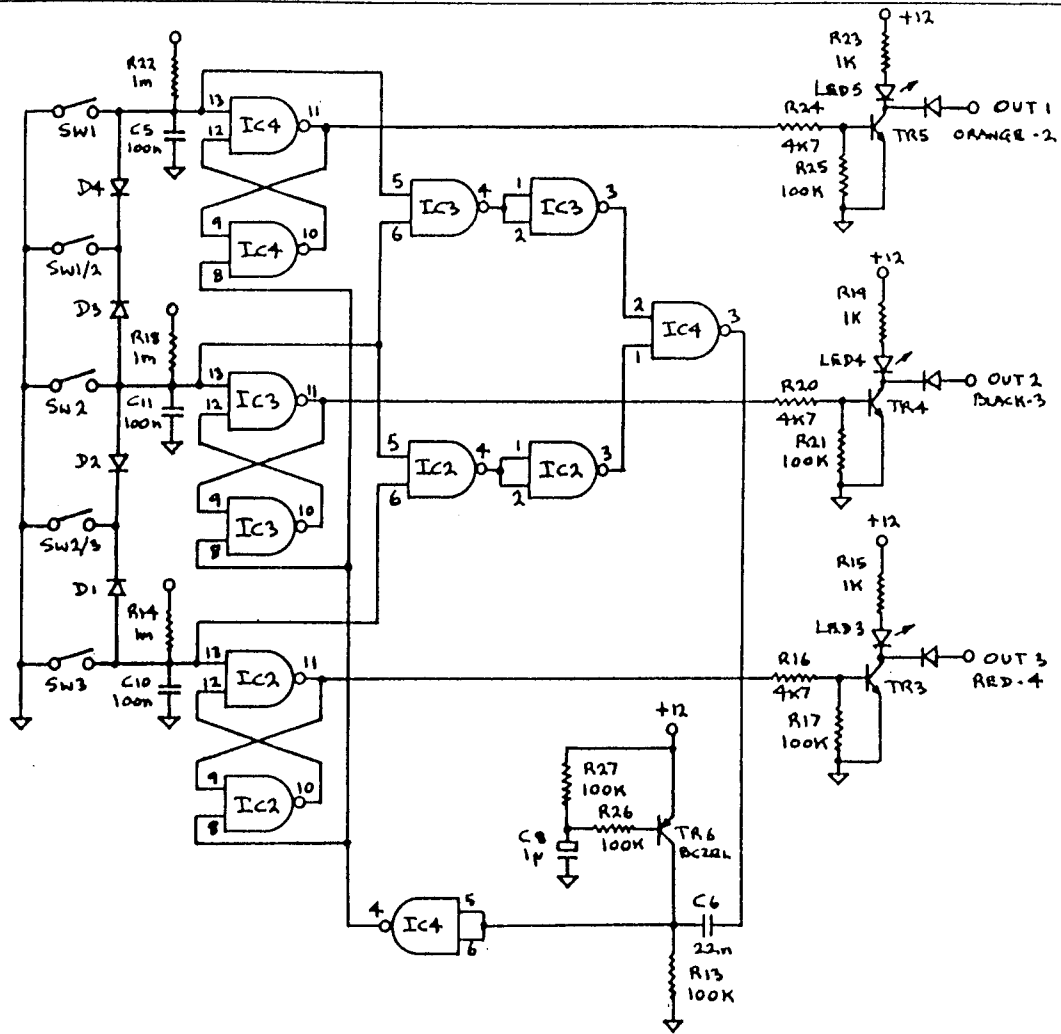 +12
R23
1K
LED5
OUT 1
ORANGE-2
TR5
R24
4K7
R25
100K
R22
1m
SW1
C5
100n
13
12
IC4
11
D4
9
8
IC4
10
SW1/2
5
6
IC3
4
1
2
IC3
3
D3
R18
1m
SW2
C11
100n
13
12
IC3
11
2
1
IC4
3
+12
R19
1K
LED4
OUT 2
BLACK-3
TR4
R20
4K7
R21
100K
D2
9
8
IC3
10
SW2/3
5
6
IC2
4
1
2
IC2
3
D1
R14
1m
SW3
C10
100n
13
12
IC2
11
+12
R15
1K
LED3
OUT 3
RED-4
TR3
R16
4K7
R17
100K
9
8
IC2
10
+12
R27
100K
R26
100K
C8
1µ
TR6
4
IC4
5
6
C6
22n
R13
100K